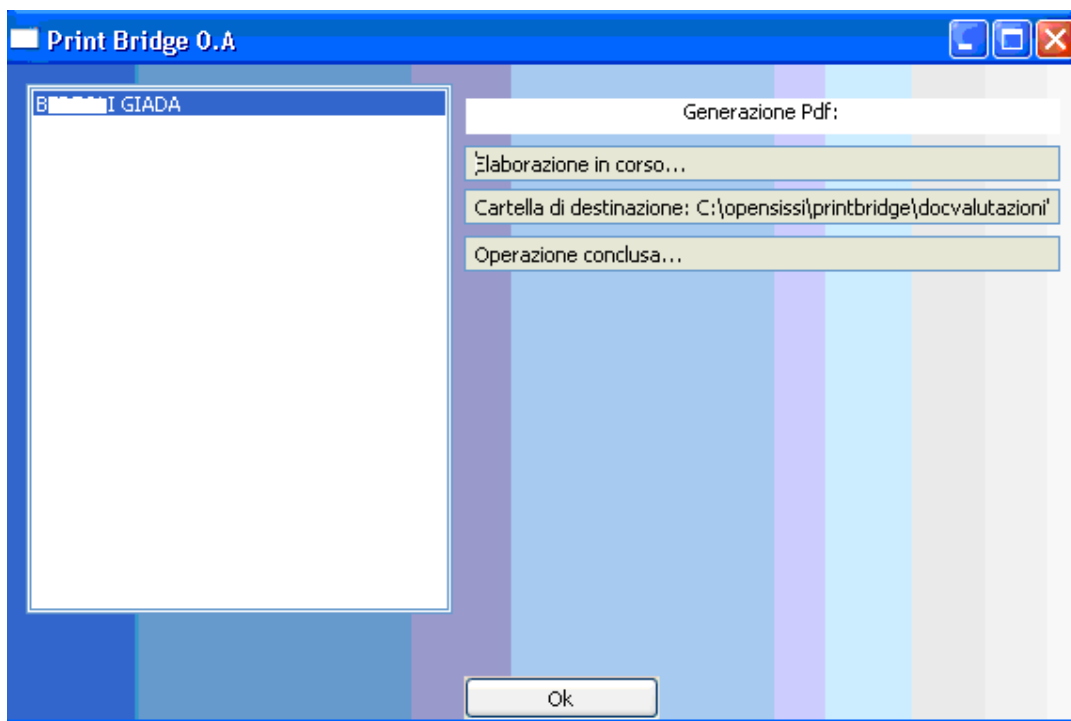 Print Bridge 0.A
GIADA
Generazione Pdf:
Elaborazione in corso...
Cartella di destinazione: C:\opensissi\printbridge\docvalutazioni'
Operazione conclusa...
Ok